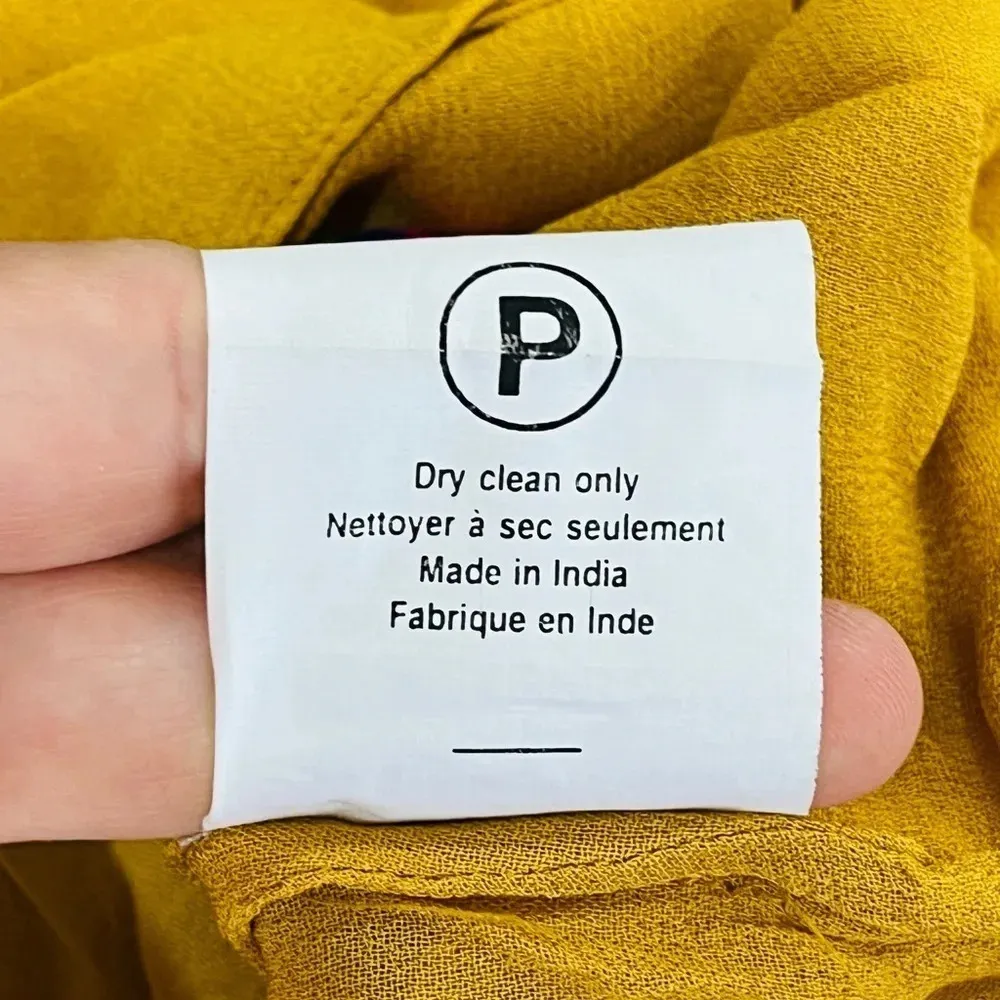 P
Dry clean only
Nettoyer à sec seulement
Made in India
Fabrique en Inde